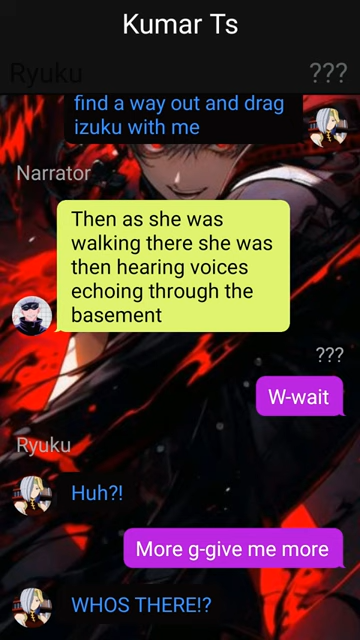 Kumar Ts
Ryuku
???
find a way out and drag
izuku with me
Narrator
Then as she was
walking there she was
then hearing voices
echoing through the
basement
???
W-wait
Ryuku
Huh?!
More g-give me more
WHOS THERE!?